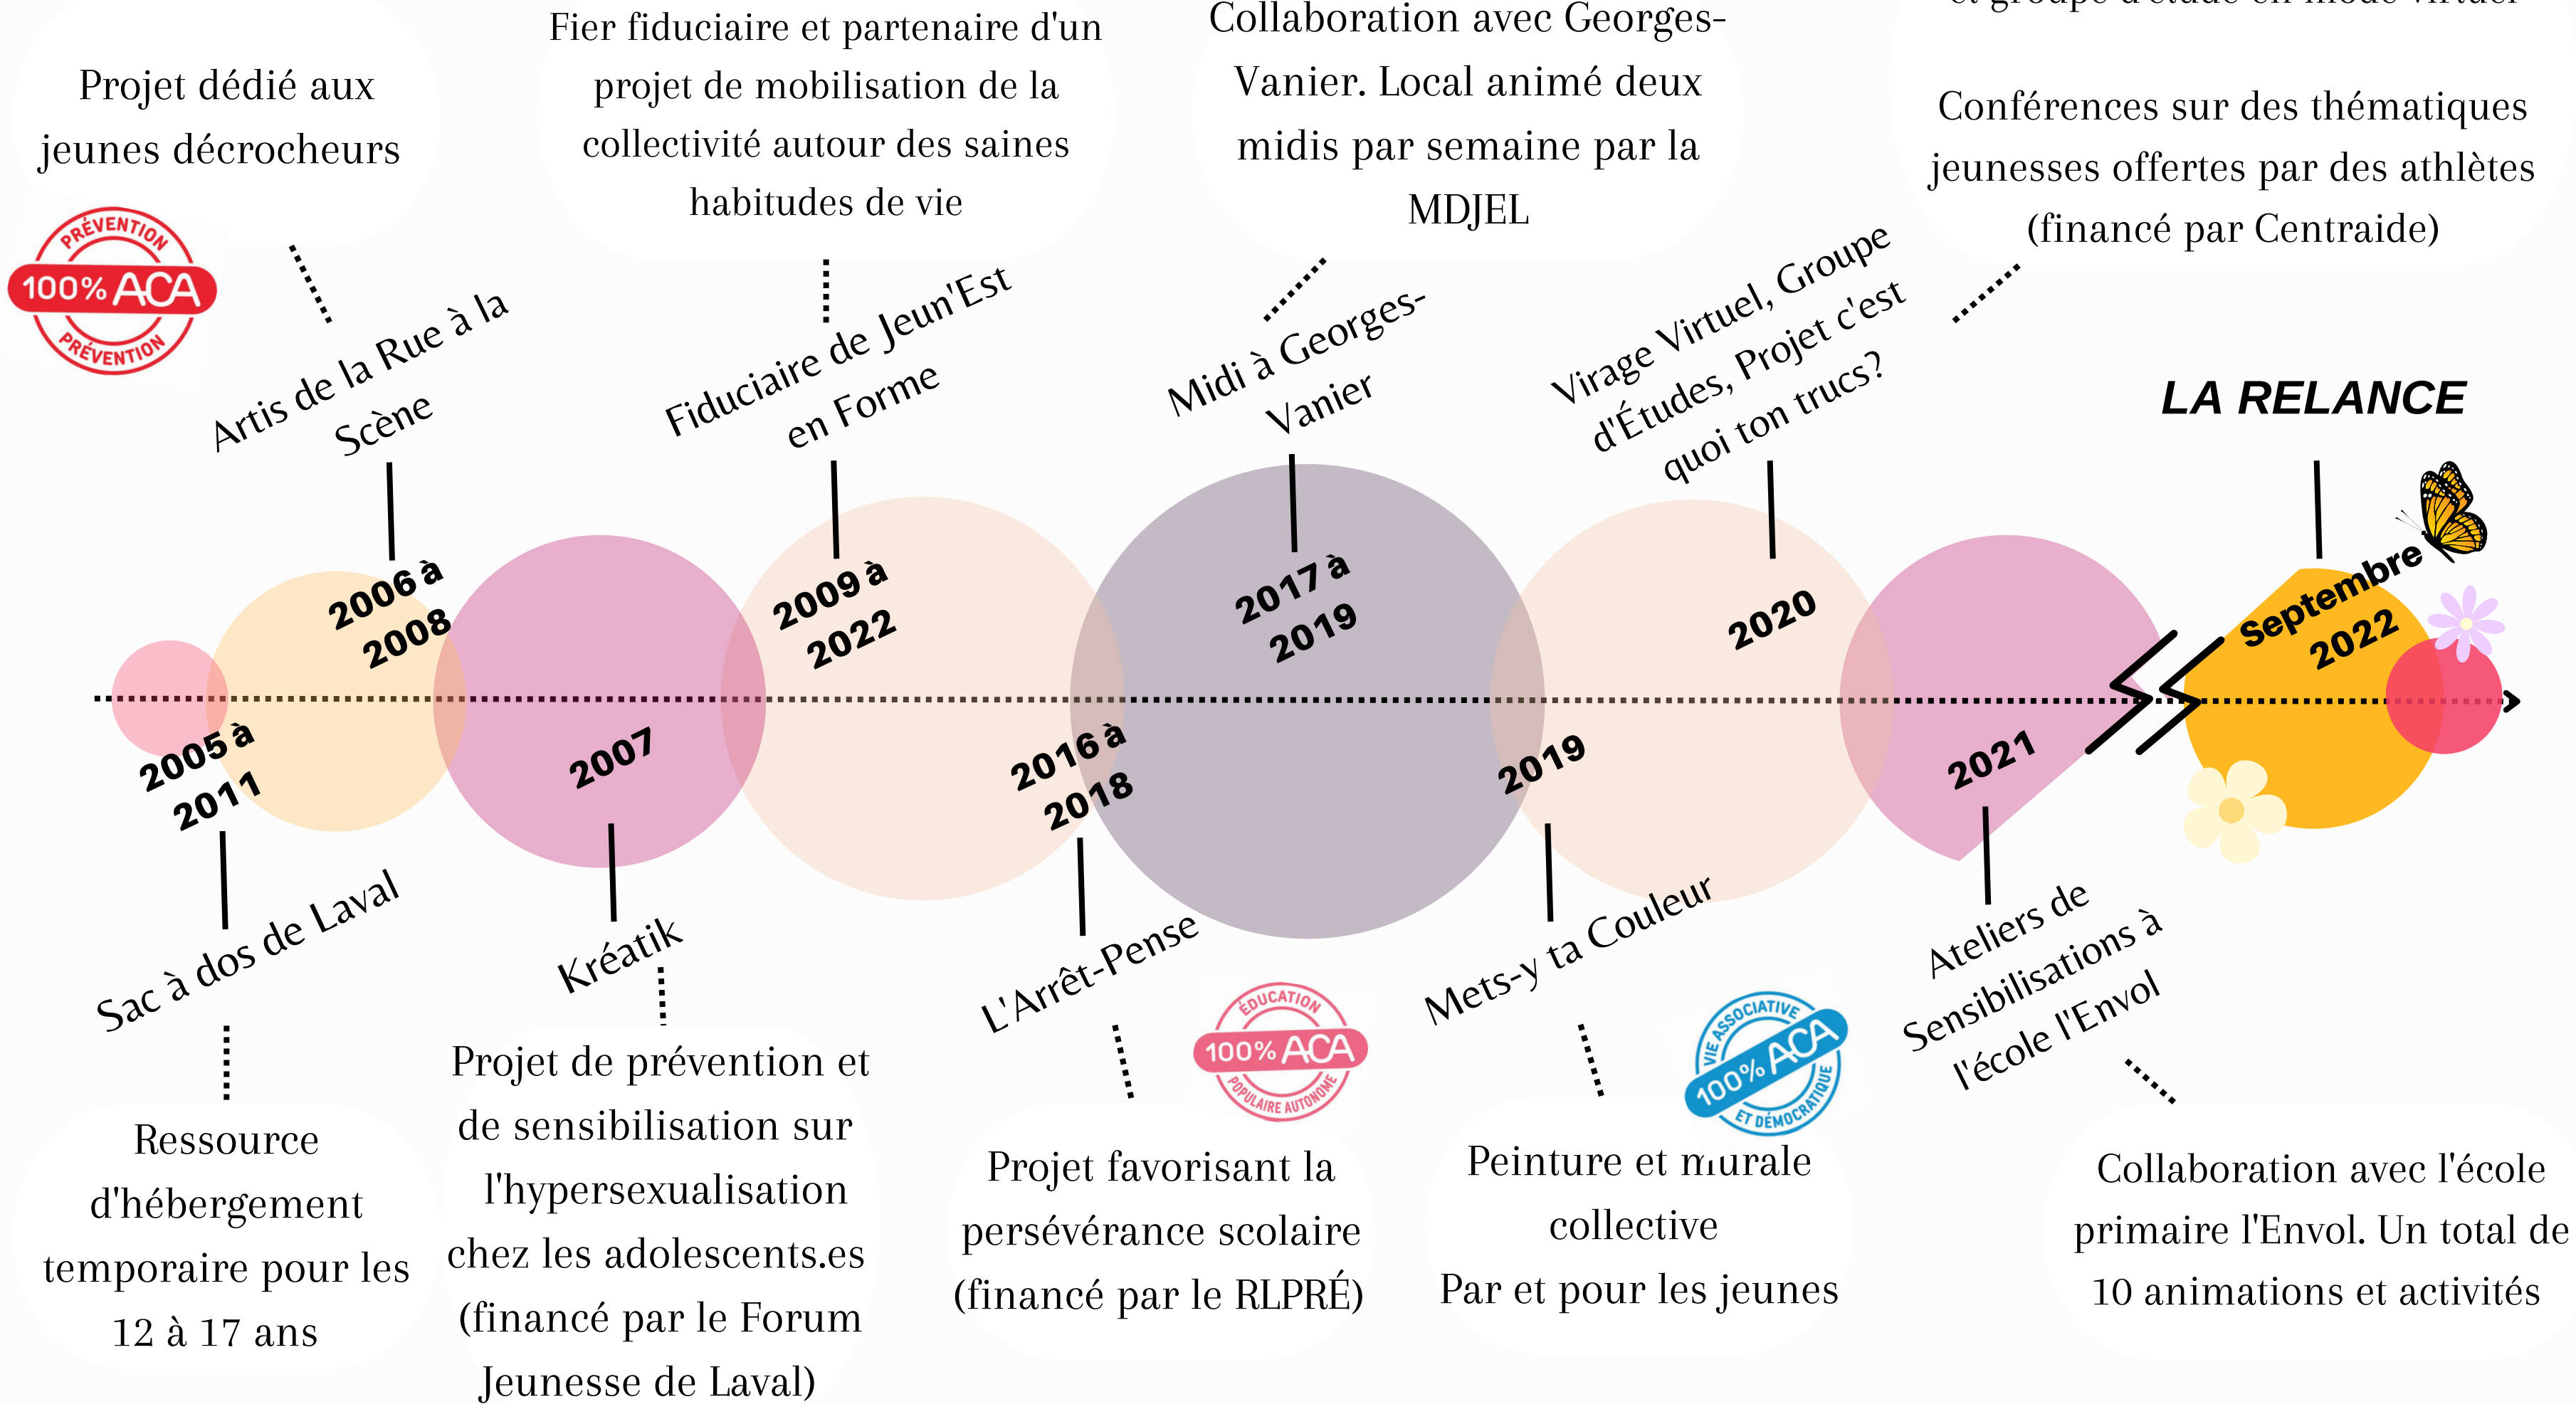 Projet dédié aux
jeunes décrocheurs
PRÉVENTION
100% ACA
PRÉVENTION
Artis de la Rue à la
Scène
2006 à
2008
Fier fiduciaire et partenaire d'un
projet de mobilisation de la
collectivité autour des saines
habitudes de vie
Fiduciaire de Jeun'Est
en Forme
2009 à
2022
Collaboration avec Georges-
Vanier. Local animé deux
midis par semaine par la
MDJEL
Midi à Georges-
Vanier
2017 à
2019
et groupe d'étude en mode virtuel
Conférences sur des thématiques
jeunesses offertes par des athlètes
(financé par Centraide)
Virage Virtuel, Groupe
d'Études, Projet c'est
quoi ton trucs?
2020
LA RELANCE
Septembre
2022
2005 à
2011
Sac à dos de Laval
Ressource
d'hébergement
temporaire pour les
12 à 17 ans
2007
Kréatik
Projet de prévention et
de sensibilisation sur
l'hypersexualisation
chez les adolescents.es
(financé par le Forum
Jeunesse de Laval)
2016 à
2018
L'Arrêt-Pense
ÉDUCATION
100% ACA
POPULAIRE AUTONOME
Projet favorisant la
persévérance scolaire
(financé par le RLPRÉ)
2019
Mets-y ta Couleur
VIE ASSOCIATIVE
100% ACA
ET DÉMOCRATIQUE
Peinture et murale
collective
Par et pour les jeunes
2021
Ateliers de
Sensibilisations à
l'école l'Envol
Collaboration avec l'école
primaire l'Envol. Un total de
10 animations et activités